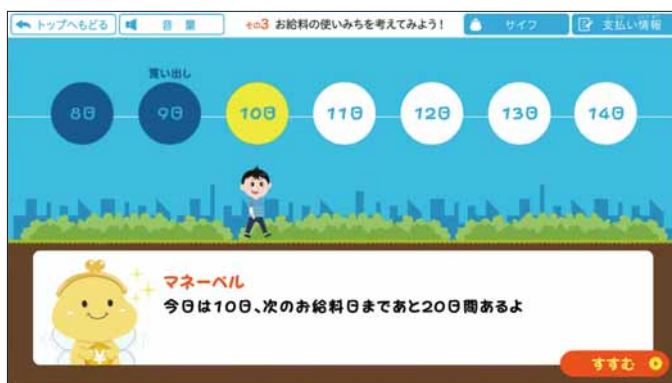 トップへもどる
音 量
その3 お給料の使いみちを考えてみよう!
サイフ
支払い情報
買い出し
8日
9日
10日
11日
12日
13日
14日
マネーベル
今日は10日、次のお給料日まであと20日間あるよ
¥
すすむ